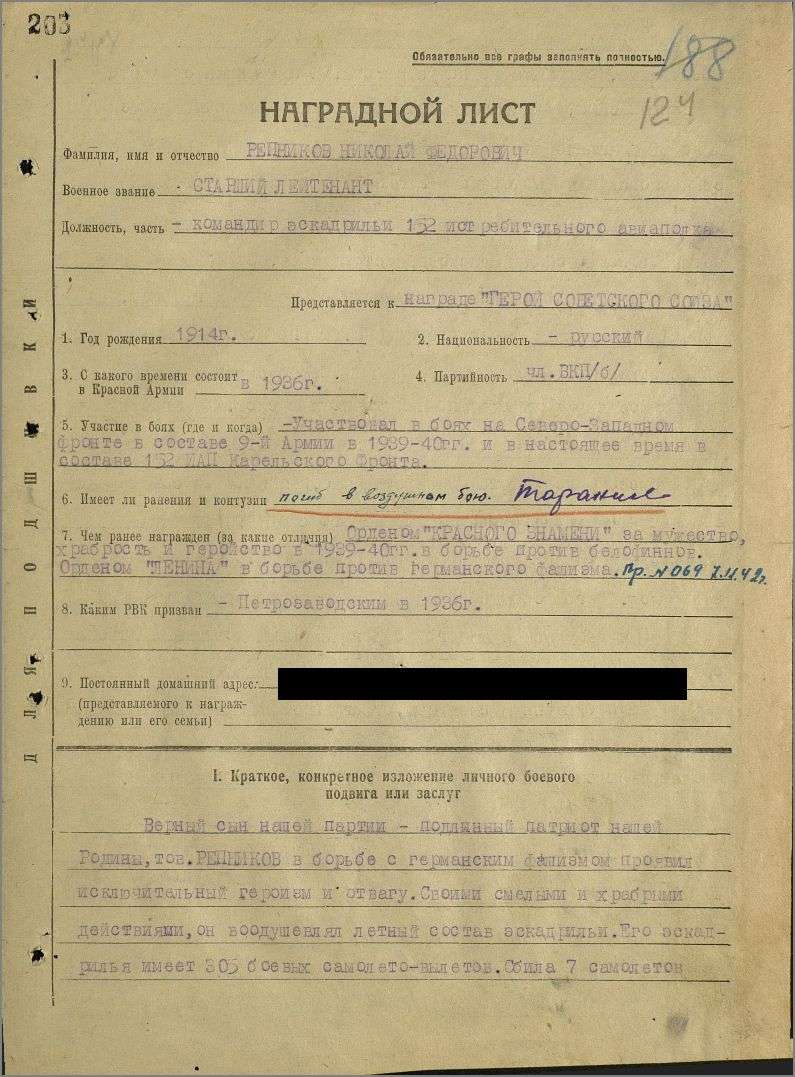 203
Обязательно все графы заполнять полностью.
188
124
НАГРАДНОЙ ЛИСТ
Фамилия, имя и отчество РЕПНИКОВ НИКОЛАЙ ФЕДОРОВИЧ
Военное звание - СТАРШИЙ ЛЕЙТЕНАНТ
Должность, часть - командир эскадрильи 152 истребительного авиаполка
Представляется к награде "ГЕРОЙ СОВЕТСКОГО СОЮЗА"
1. Год рождения 1914г. 2. Национальность - русский
3. С какого времени состоит
в Красной Армии в 1936г. 4. Партийность чл.ВКП/б/
5. Участие в боях (где и когда) -Участвовал в боях на Северо-Западном
фронте в составе 9-й Армии в 1939-40гг. и в настоящее время в
составе 152 ИАП Карельского Фронта.
6. Имеет ли ранения и контузии погиб в воздушном бою.
7. Чем ранее награжден (за какие отличия) Орденом "КРАСНОГО ЗНАМЕНИ" за мужество,
храбрость и геройство в 1939-40гг. в борьбе против белофиннов.
Орденом "ЛЕНИНА" в борьбе против германского фашизма. Пр. N 069 7.11.42г.
8. Каким РВК призван - Петрозаводским в 1936г.
9. Постоянный домашний адрес:
(представляемого к награж-
дению или его семьи)
ДЛЯ ПОДШИВКИ
I. Краткое, конкретное изложение личного боевого
подвига или заслуг
Верный сын нашей партии - подлинный патриот нашей
Родины, тов. РЕПНИКОВ в борьбе с германским фашизмом проявил
исключительный героизм и отвагу. Своими смелыми и храбрыми
действиями, он воодушевлял летный состав эскадрильи. Его эскад-
рилья имеет 305 боевых самолето-вылетов. Сбила 7 самолетов